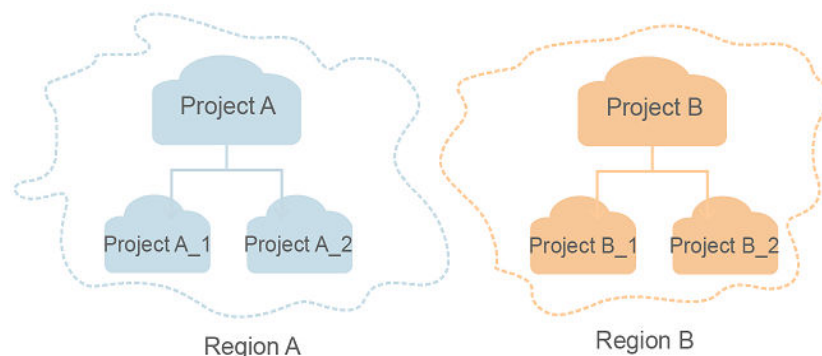 Project A
Project B
Project A_1
Project A_2
Project B_1
Project B_2
Region A
Region B